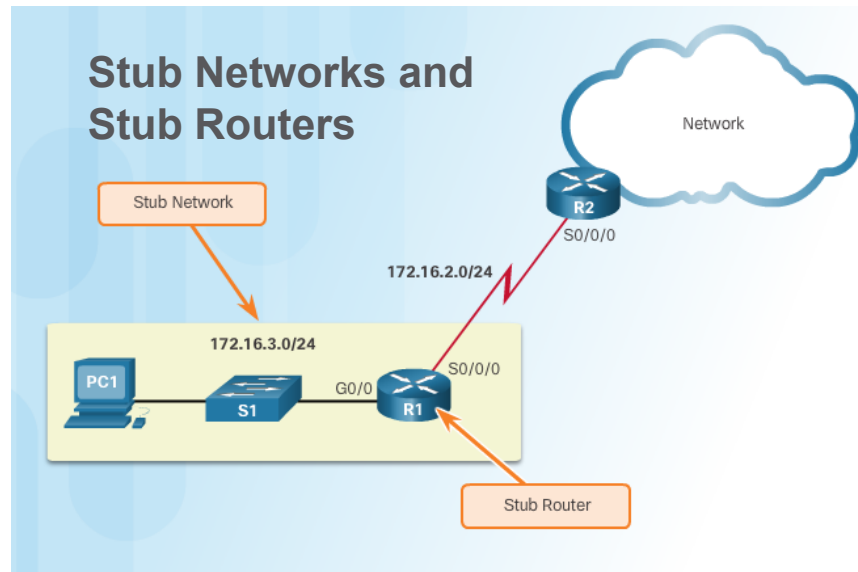 Stub Networks and
Stub Routers
Network
Stub Network
R2
S0/0/0
172.16.2.0/24
172.16.3.0/24
S0/0/0
PC1
G0/0
S1
R1
Stub Router